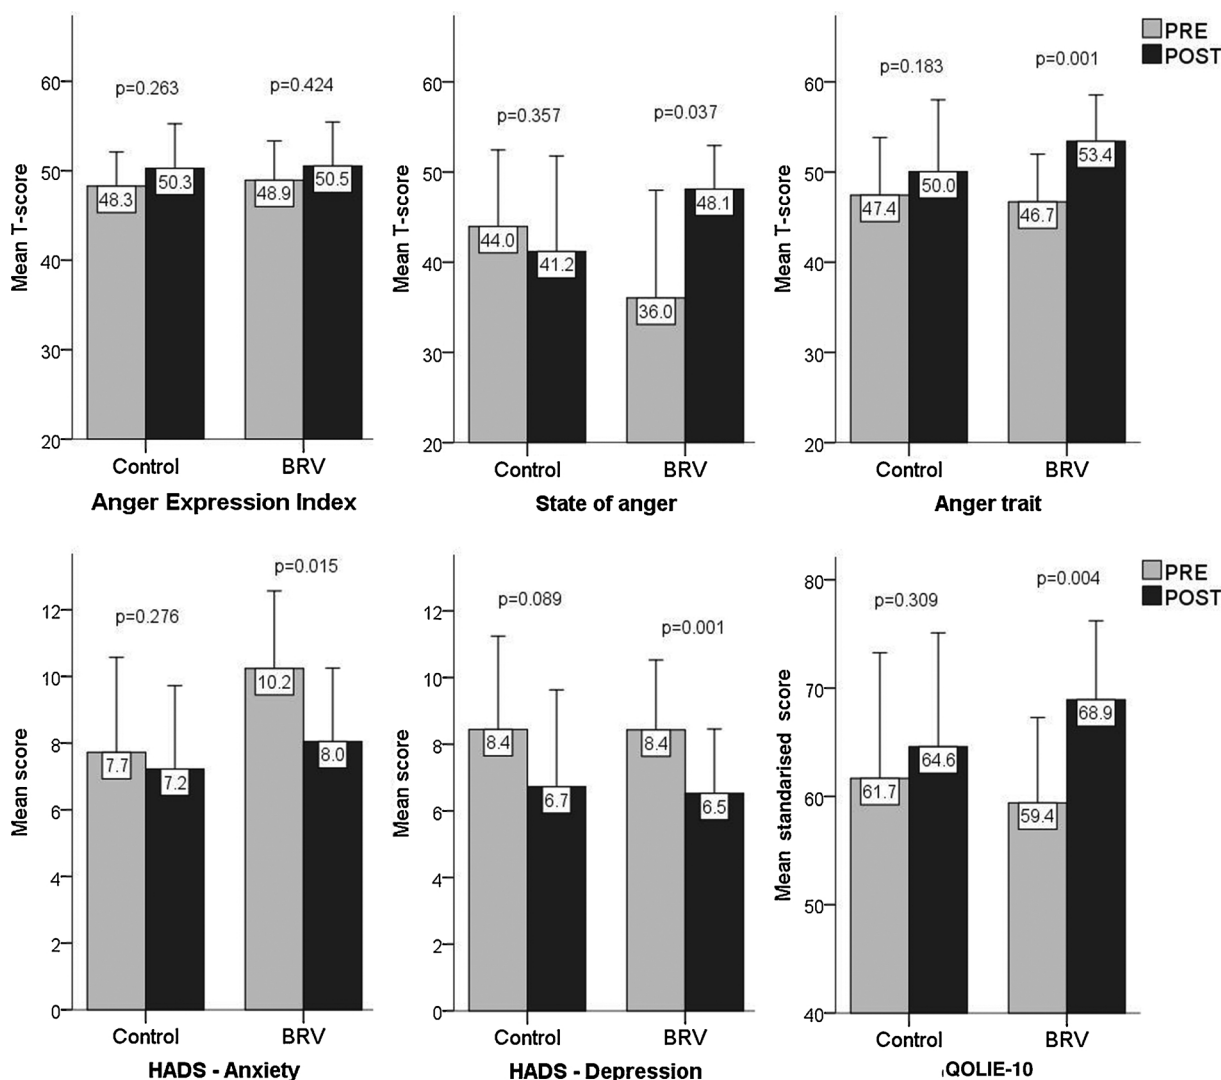 PRE
POST
p=0.263
p=0.424
60
50
40
30
20
Mean T-score
48.3
50.3
48.9
50.5
Control
BRV
Anger Expression Index
p=0.357
p=0.037
60
50
40
30
20
Mean T-score
44.0
41.2
36.0
48.1
Control
BRV
State of anger
p=0.183
p=0.001
60
50
40
30
20
Mean T-score
47.4
50.0
46.7
53.4
Control
BRV
Anger trait
p=0.276
p=0.015
12
10
8
6
4
2
0
Mean score
7.7
7.2
10.2
8.0
Control
BRV
HADS - Anxiety
p=0.089
p=0.001
12
10
8
6
4
2
0
Mean score
8.4
6.7
8.4
6.5
Control
BRV
HADS - Depression
PRE
POST
p=0.309
p=0.004
80
70
60
50
40
Mean standarised score
61.7
64.6
59.4
68.9
Control
BRV
QOLIE-10